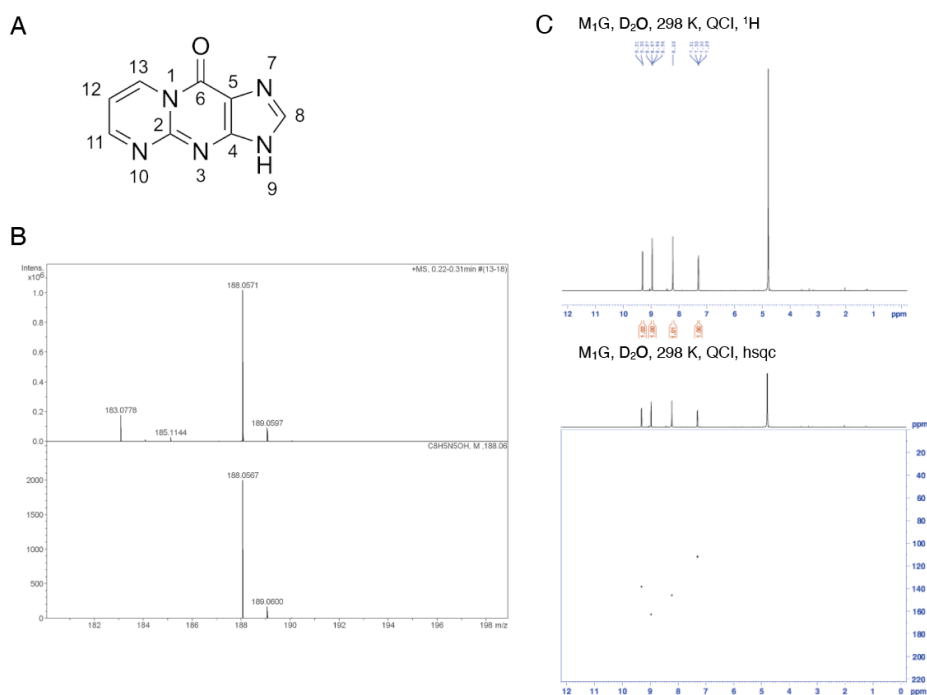 A
O
13
1
N
6
5
7
N
8
12
11
N
10
2
N
3
4
N
H
9
B
Intens.
x10⁶
+MS, 0.22-0.31min #(13-18)
188.0571
1.0
0.8
0.6
0.4
0.2
183.0778
185.1144
189.0597
0.0
C8H5N5OH, M ,188.06
188.0567
2000
1500
1000
500
189.0600
0
182 184 186 188 190 192 194 196 198 m/z
C
M₁G, D₂O, 298 K, QCI, ¹H
12 11 10 9 8 7 6 5 4 3 2 1 ppm
1.00
1.01
M₁G, D₂O, 298 K, QCI, hsqc
ppm
20
40
60
80
100
120
140
160
180
200
220
12 11 10 9 8 7 6 5 4 3 2 1 0 ppm